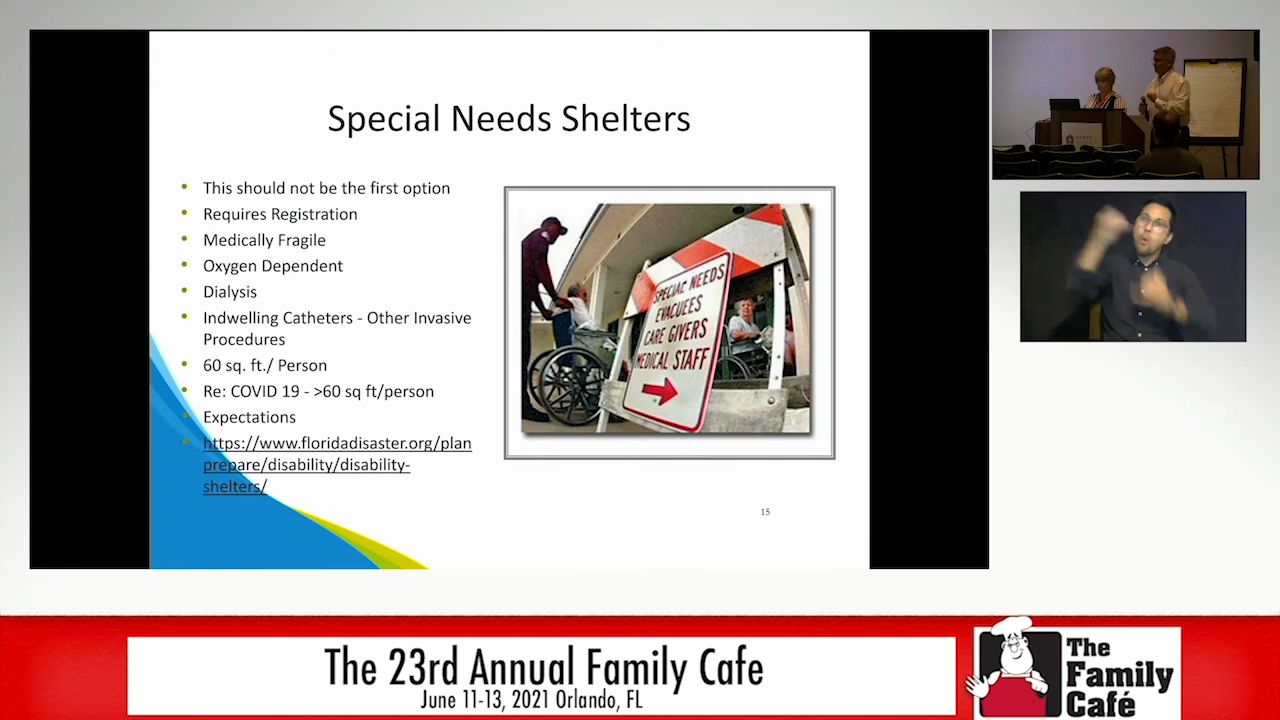 Special Needs Shelters
• This should not be the first option
• Requires Registration
• Medically Fragile
• Oxygen Dependent
• Dialysis
• Indwelling Catheters - Other Invasive
Procedures
• 60 sq. ft./ Person
• Re: COVID 19 - >60 sq ft/person
• Expectations
• https://www.floridadisaster.org/plan
prepare/disability/disability-
shelters/
SPECIAL NEEDS
EVACUEES
CARE GIVERS
MEDICAL STAFF
15
The 23rd Annual Family Cafe
June 11-13, 2021 Orlando, FL
The
Family
Café